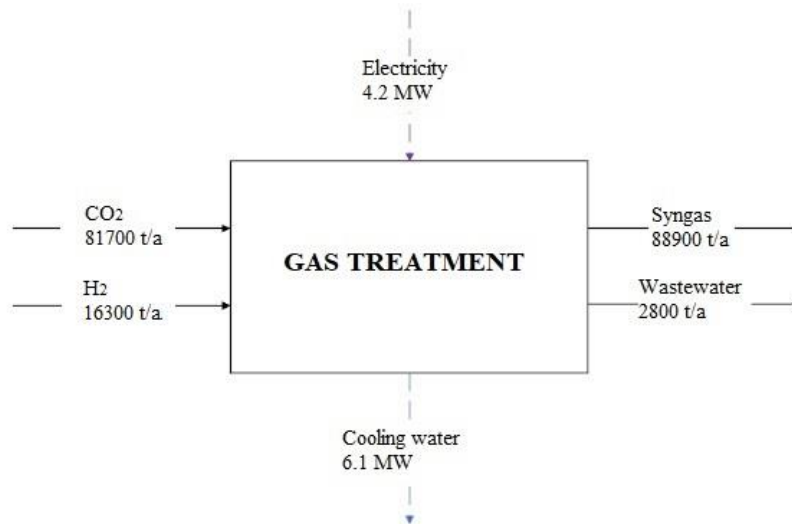 Electricity
4.2 MW
CO2
81700 t/a
Syngas
88900 t/a
GAS TREATMENT
H2
16300 t/a
Wastewater
2800 t/a
Cooling water
6.1 MW